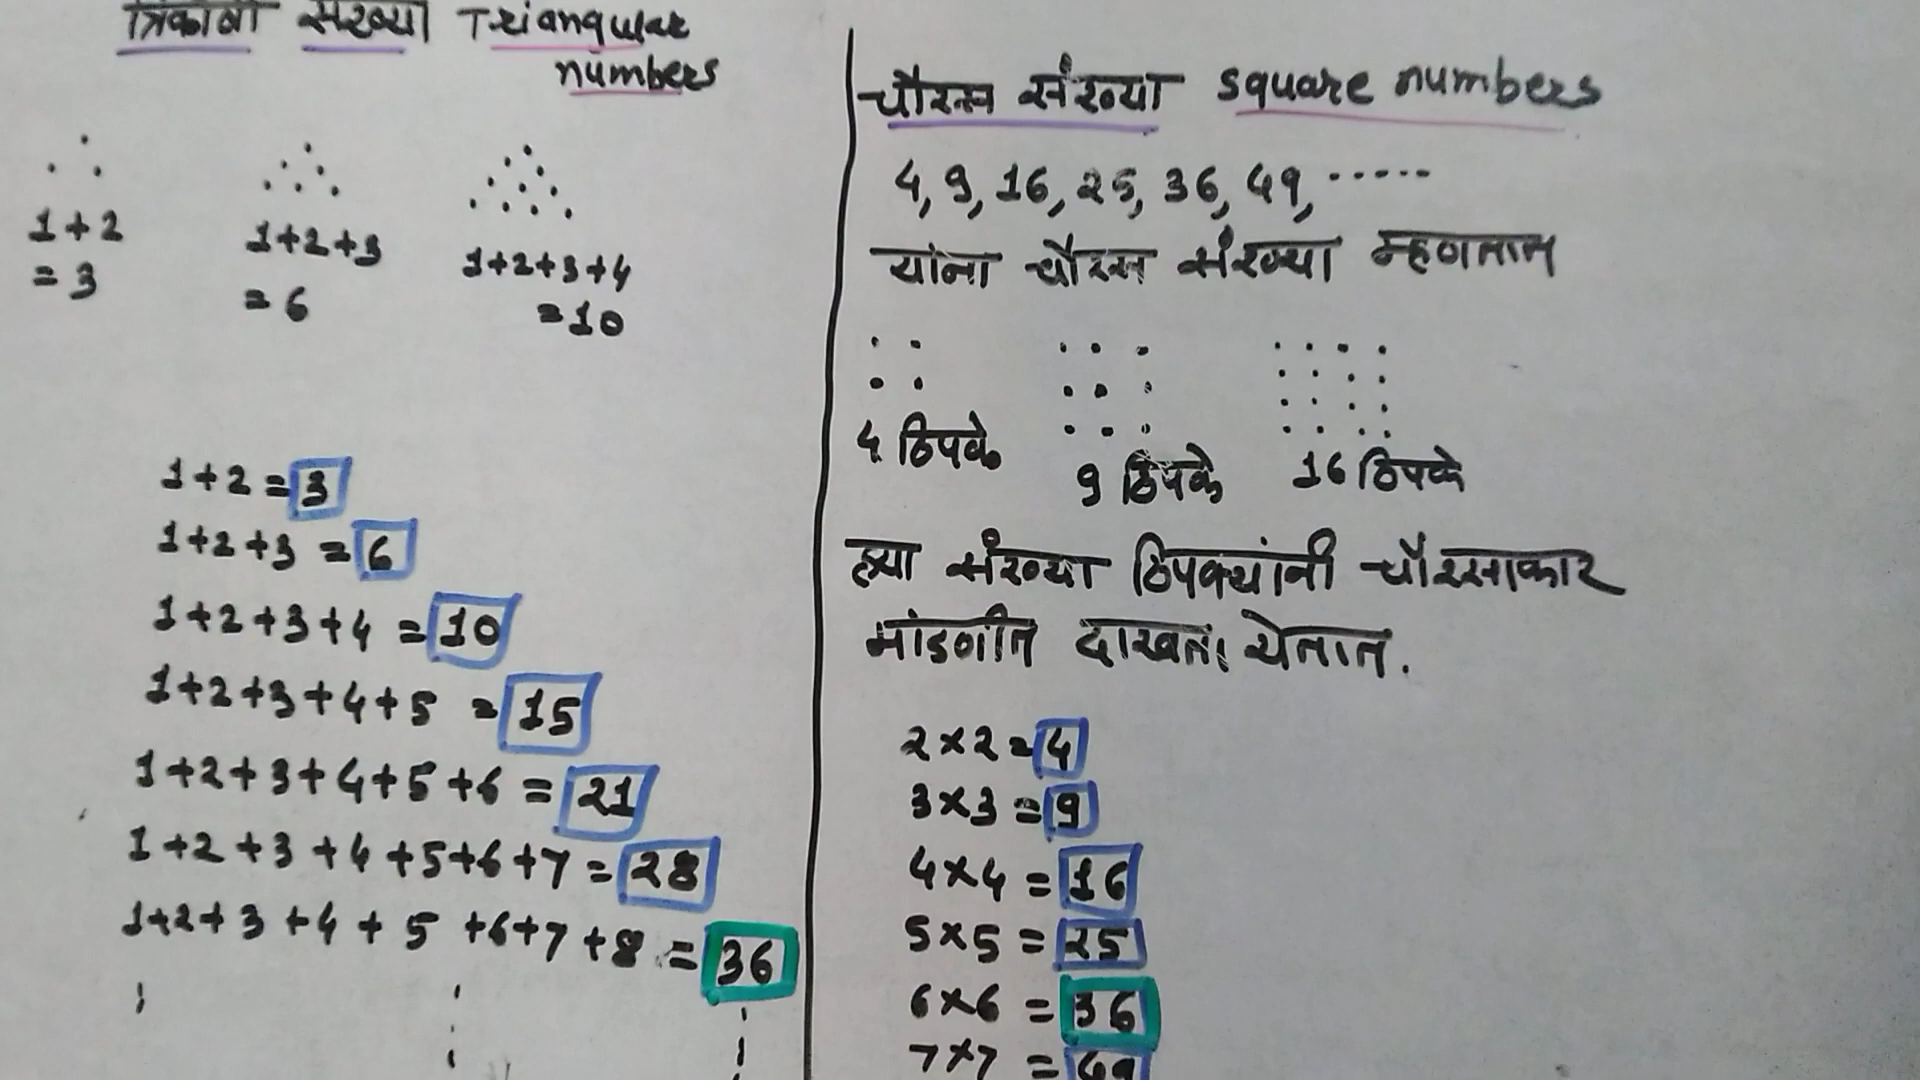 त्रिकोणी संख्या Triangular
numbers
1+2
= 3
1+2+3
= 6
1+2+3+4
=10
1+2=3
1+2+3 =6
1+2+3+4 =10
1+2+3+4+5 =15
1+2+3+4+5+6 =21
1+2+3+4+5+6+7=28
1+2+3+4+5+6+7+8=36
चौरस संख्या square numbers
4, 9, 16, 25, 36, 49, ......
यांना चौरस संख्या म्हणतात
4 ठिपके
9 ठिपके
16 ठिपके
ह्या संख्या ठिपक्यांनी चौरसाकार
मांडणीत दाखवता येतात.
2×2=4
3×3=9
4×4=16
5×5=25
6×6=36
7×7=49